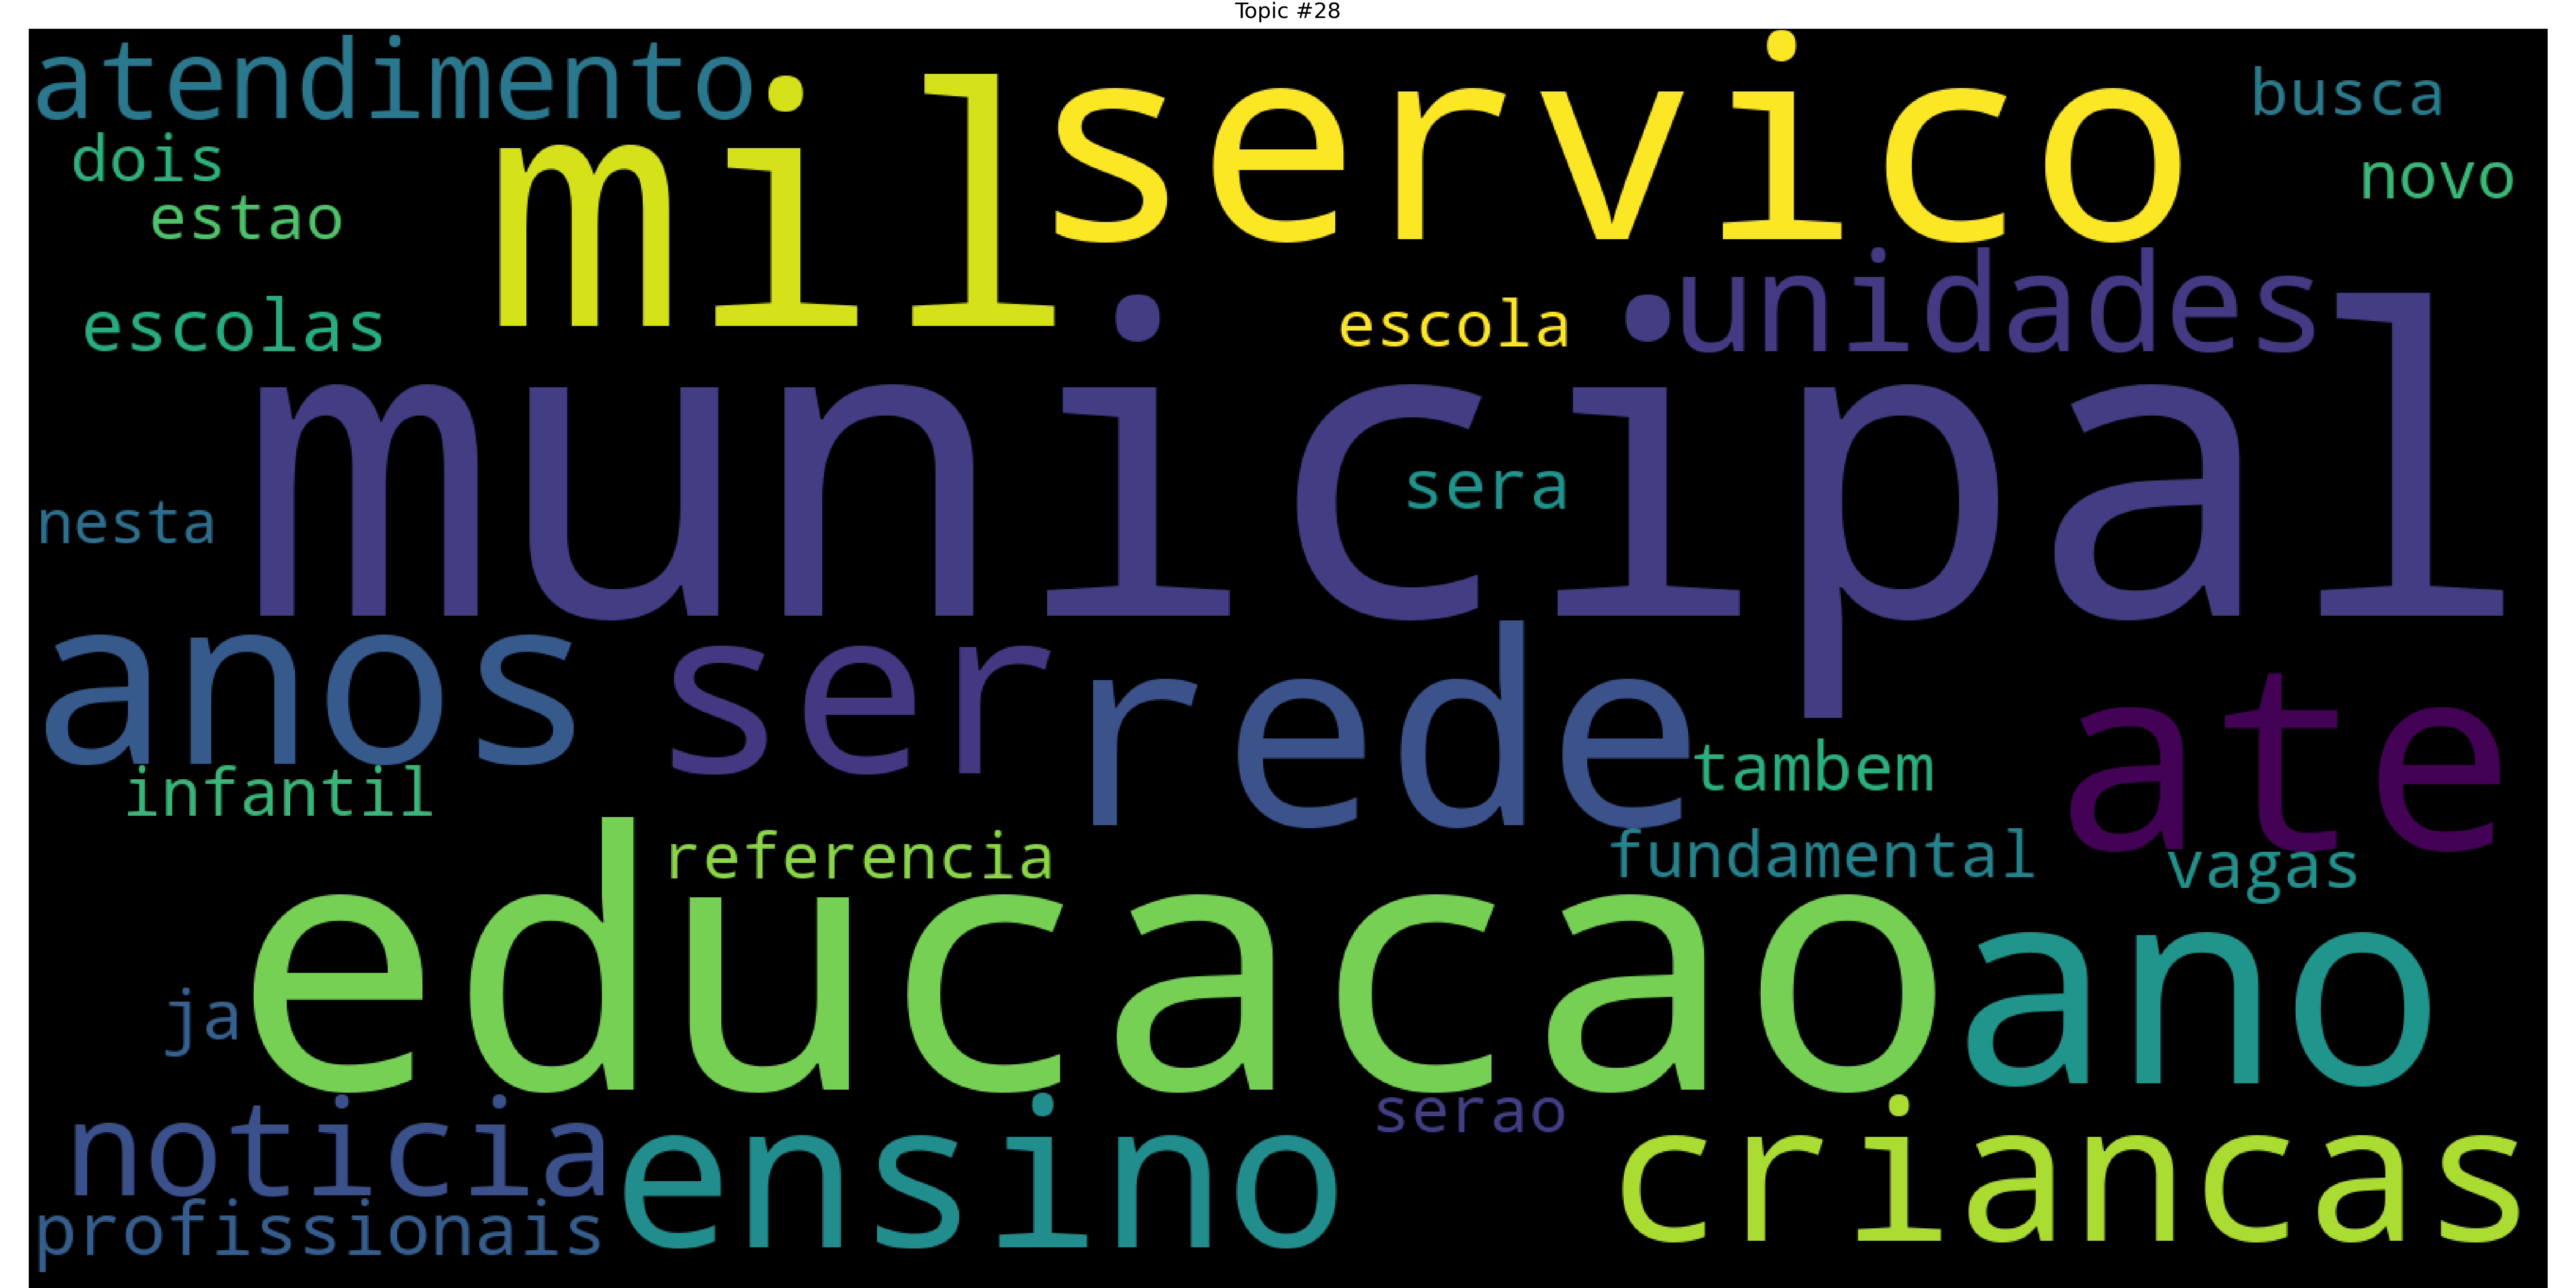 Topic #28
atendimento
mil
servico
busca
dois
novo
estao
unidades
escolas
escola
municipal
sera
nesta
anos
ser
rede
ate
tambem
infantil
referencia
fundamental
vagas
educacao
ano
ja
noticia
ensino
serao
criancas
profissionais